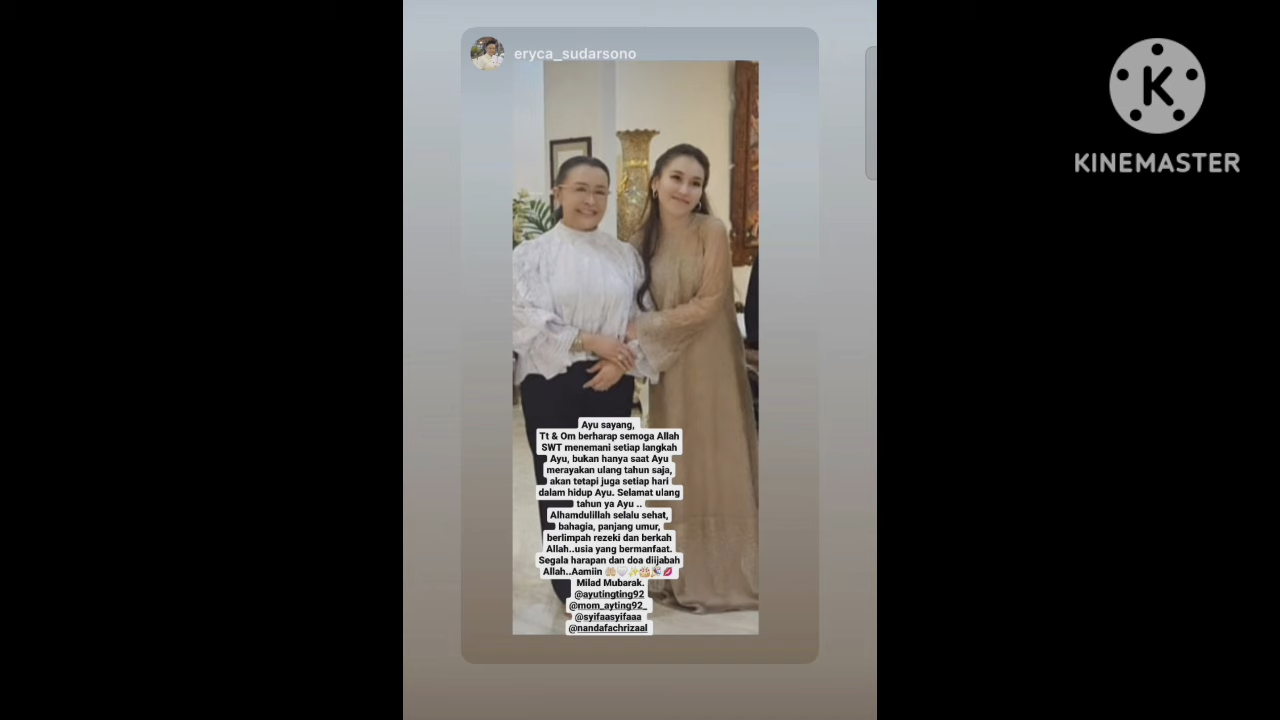 eryca_sudarsono
K
KINEMASTER
Ayu sayang,
Tt & Om berharap semoga Allah
SWT menemani setiap langkah
Ayu, bukan hanya saat Ayu
merayakan ulang tahun saja,
akan tetapi juga setiap hari
dalam hidup Ayu. Selamat ulang
tahun ya Ayu ..
Alhamdulillah selalu sehat,
bahagia, panjang umur,
berlimpah rezeki dan berkah
Allah..usia yang bermanfaat.
Segala harapan dan doa diijabah
Allah..Aamiin 🤲🏻🤍✨🎂🎉💋
Milad Mubarak.
@ayutingting92
@mom_ayting92_
@syifaasyifaaa
@nandafachrizaal